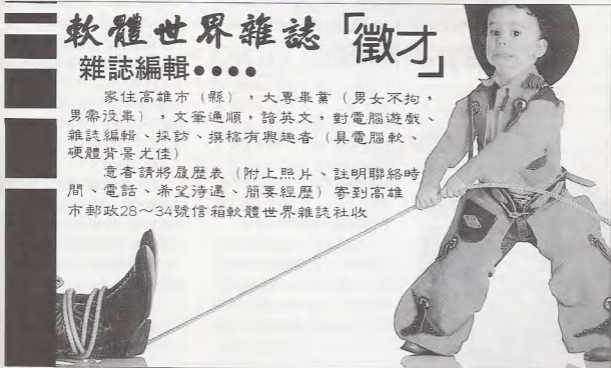 軟體世界雜誌「徵才」
雜誌編輯●●●●
家住高雄市（縣），大專畢業（男女不拘，
男需役畢），文筆通順，諳英文，對電腦遊戲、
雜誌編輯、採訪、撰稿有興趣者（具電腦軟、
硬體背景尤佳）
意者請將履歷表（附上照片、註明聯絡時
間、電話、希望待遇、簡要經歷）寄到高雄
市郵政28～34號信箱軟體世界雜誌社收